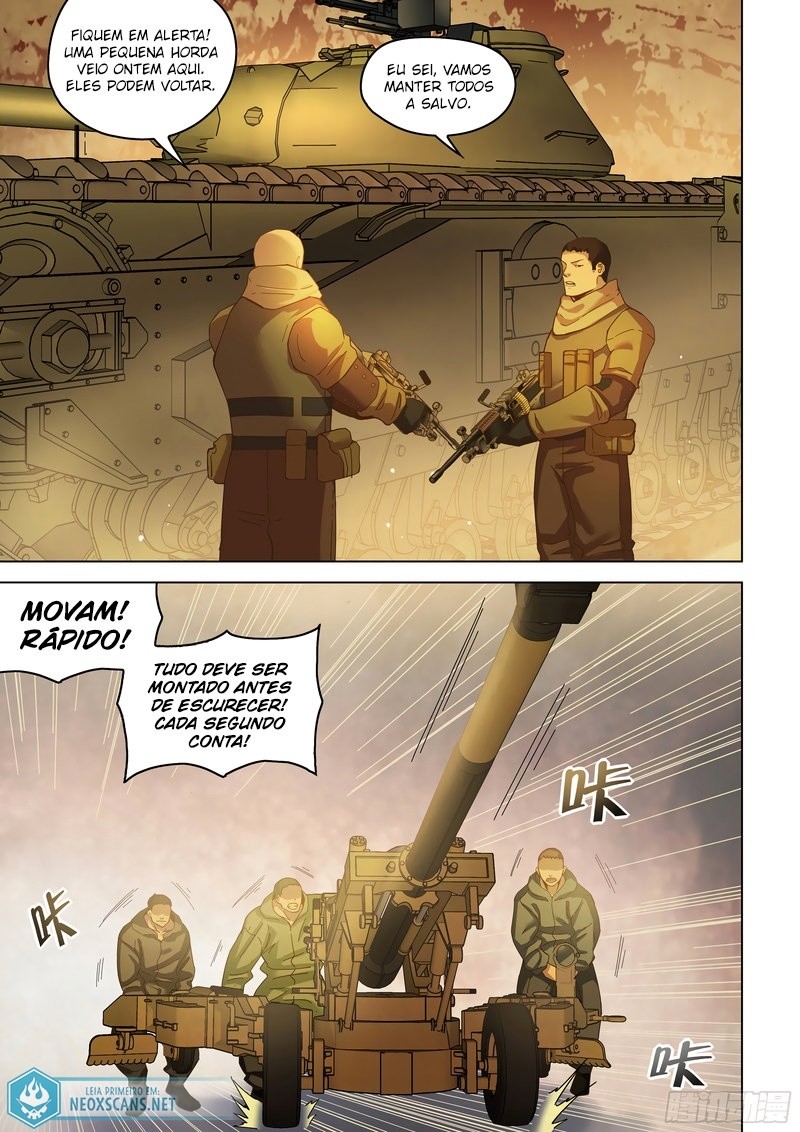 FIQUEM EM ALERTA!
UMA PEQUENA HORDA
VEIO ONTEM AQUI.
ELES PODEM VOLTAR.
EU SEI, VAMOS
MANTER TODOS
A SALVO.
MOVAM!
RÁPIDO!
TUDO DEVE SER
MONTADO ANTES
DE ESCURECER!
CADA SEGUNDO
CONTA!
咔
咔
咔
LEIA PRIMEIRO EM:
NEOXSCANS.NET
腾讯动漫